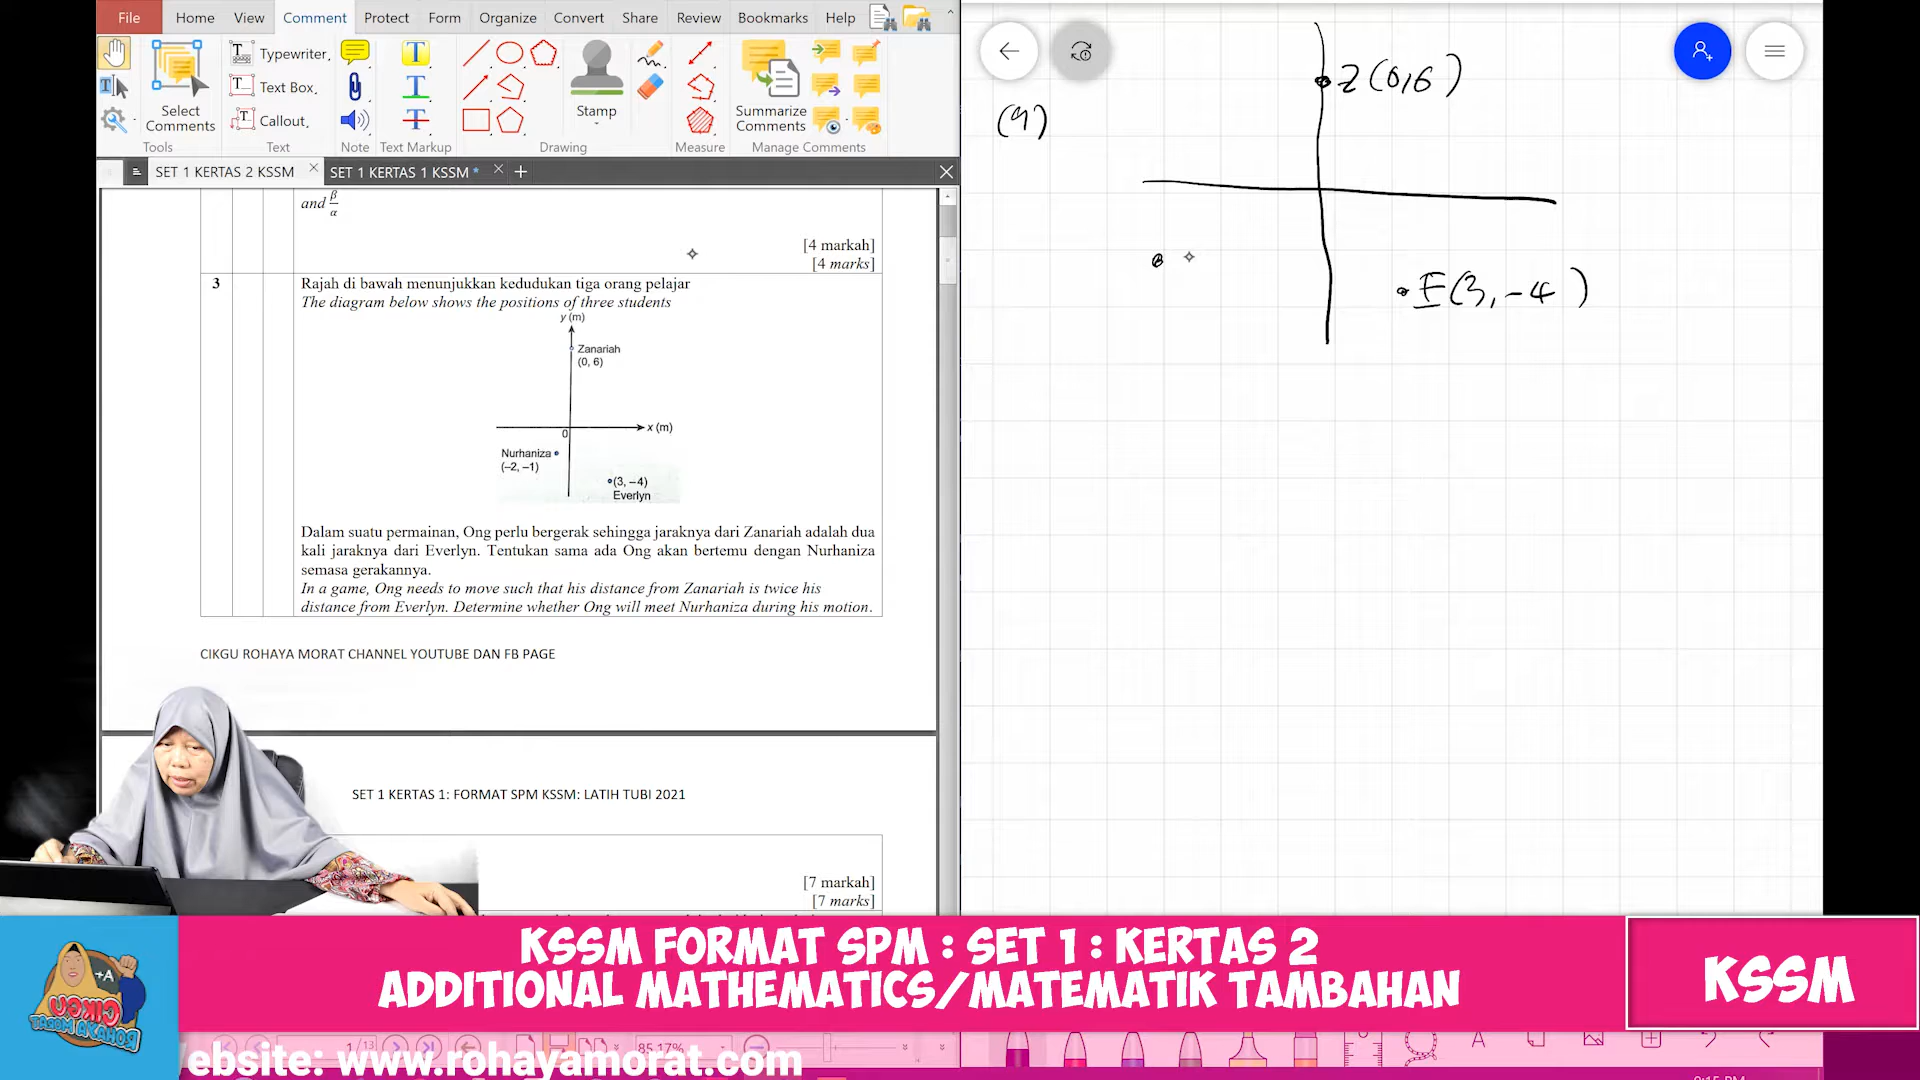 File Home View Comment Protect Form Organize Convert Share Review Bookmarks Help
Typewriter
Text Box
Callout
Select Comments
Stamp
Summarize Comments
Tools Text Note Text Markup Drawing Measure Manage Comments
SET 1 KERTAS 2 KSSM
SET 1 KERTAS 1 KSSM *
and β/α
[4 markah]
[4 marks]
3
Rajah di bawah menunjukkan kedudukan tiga orang pelajar
The diagram below shows the positions of three students
y (m)
Zanariah
(0, 6)
0
x (m)
Nurhaniza
(–2, –1)
(3, –4)
Everlyn
Dalam suatu permainan, Ong perlu bergerak sehingga jaraknya dari Zanariah adalah dua
kali jaraknya dari Everlyn. Tentukan sama ada Ong akan bertemu dengan Nurhaniza
semasa gerakannya.
In a game, Ong needs to move such that his distance from Zanariah is twice his
distance from Everlyn. Determine whether Ong will meet Nurhaniza during his motion.
CIKGU ROHAYA MORAT CHANNEL YOUTUBE DAN FB PAGE
SET 1 KERTAS 1: FORMAT SPM KSSM: LATIH TUBI 2021
[7 markah]
[7 marks]
(9)
Z(0,6)
E(3,-4)
KSSM FORMAT SPM : SET 1 : KERTAS 2
ADDITIONAL MATHEMATICS/MATEMATIK TAMBAHAN
KSSM
A+
CIKGU
ROHAYA MORAT
1 / 13
85.17%
ebsite: www.rohayamorat.com